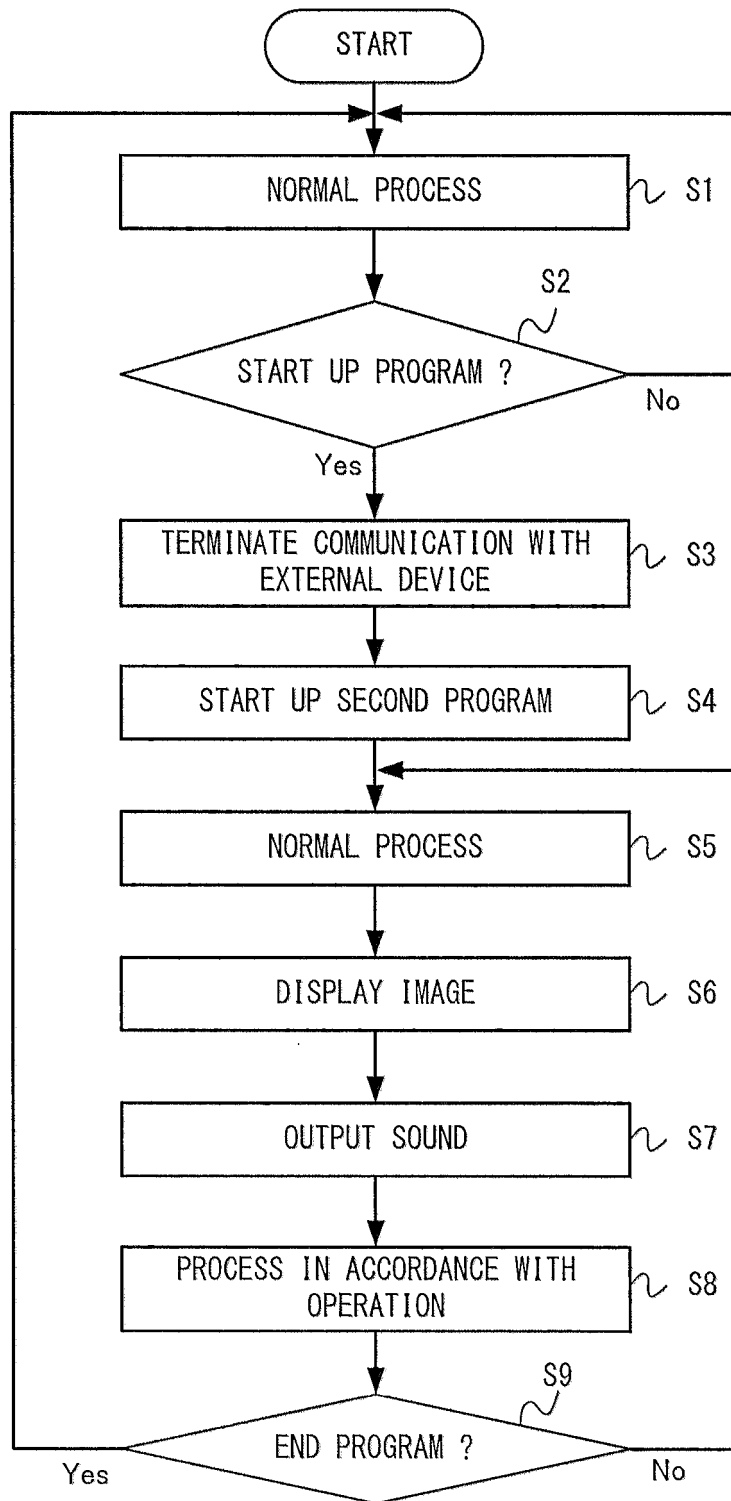 START
NORMAL PROCESS
S1
S2
START UP PROGRAM ?
No
Yes
TERMINATE COMMUNICATION WITH
EXTERNAL DEVICE
S3
START UP SECOND PROGRAM
S4
NORMAL PROCESS
S5
DISPLAY IMAGE
S6
OUTPUT SOUND
S7
PROCESS IN ACCORDANCE WITH
OPERATION
S8
S9
END PROGRAM ?
Yes
No